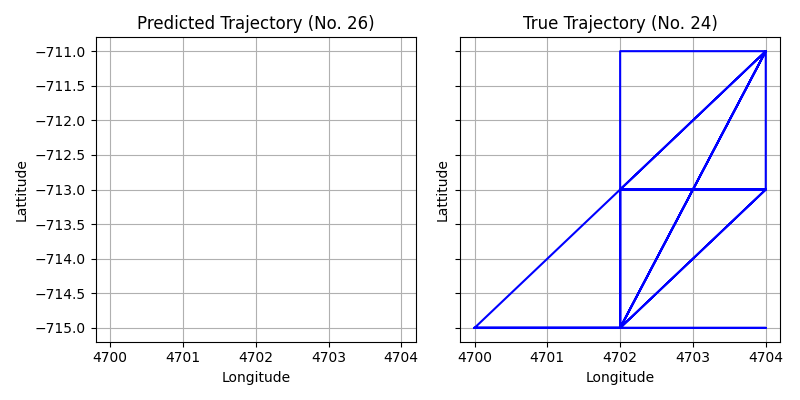 Predicted Trajectory (No. 26)
True Trajectory (No. 24)
−711.0
−711.5
−712.0
−712.5
−713.0
−713.5
−714.0
−714.5
−715.0
Lattitude
Lattitude
4700 4701 4702 4703 4704
4700 4701 4702 4703 4704
Longitude
Longitude